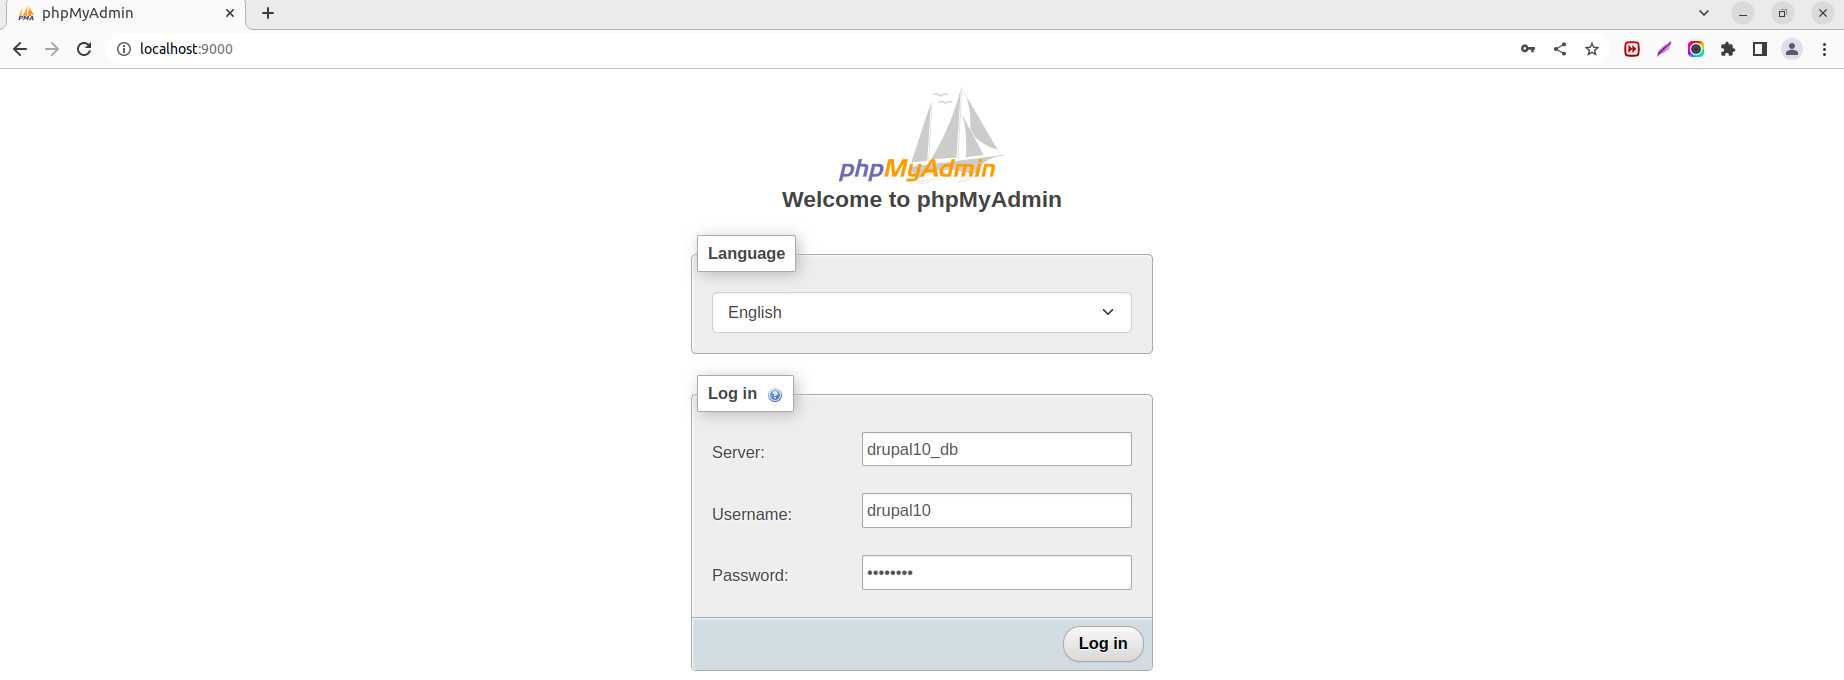 phpMyAdmin
localhost:9000
phpMyAdmin
Welcome to phpMyAdmin
Language
English
Log in
Server:
drupal10_db
Username:
drupal10
Password:
••••••••
Log in